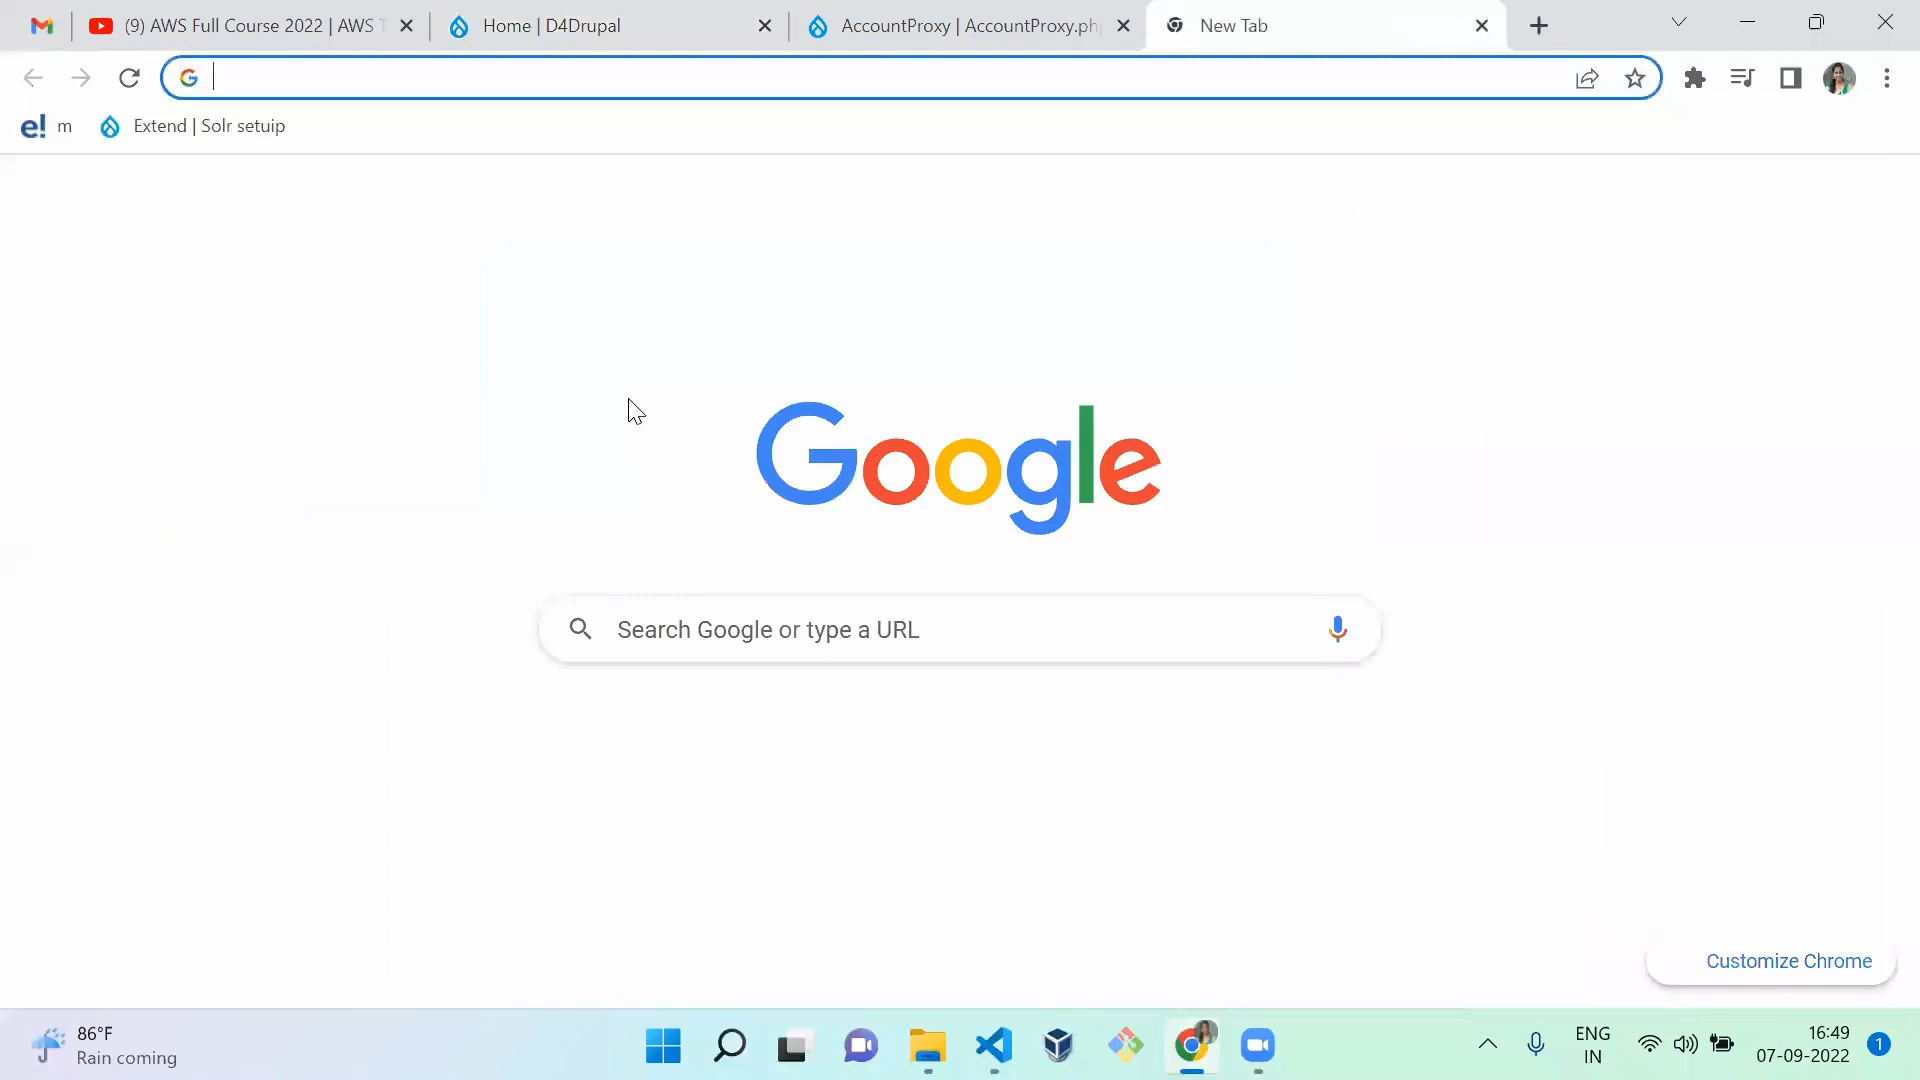 (9) AWS Full Course 2022 | AWS T
Home | D4Drupal
AccountProxy | AccountProxy.php
New Tab
e! m
Extend | Solr setuip
Google
Search Google or type a URL
Customize Chrome
86°F
Rain coming
ENG
IN
16:49
07-09-2022
1